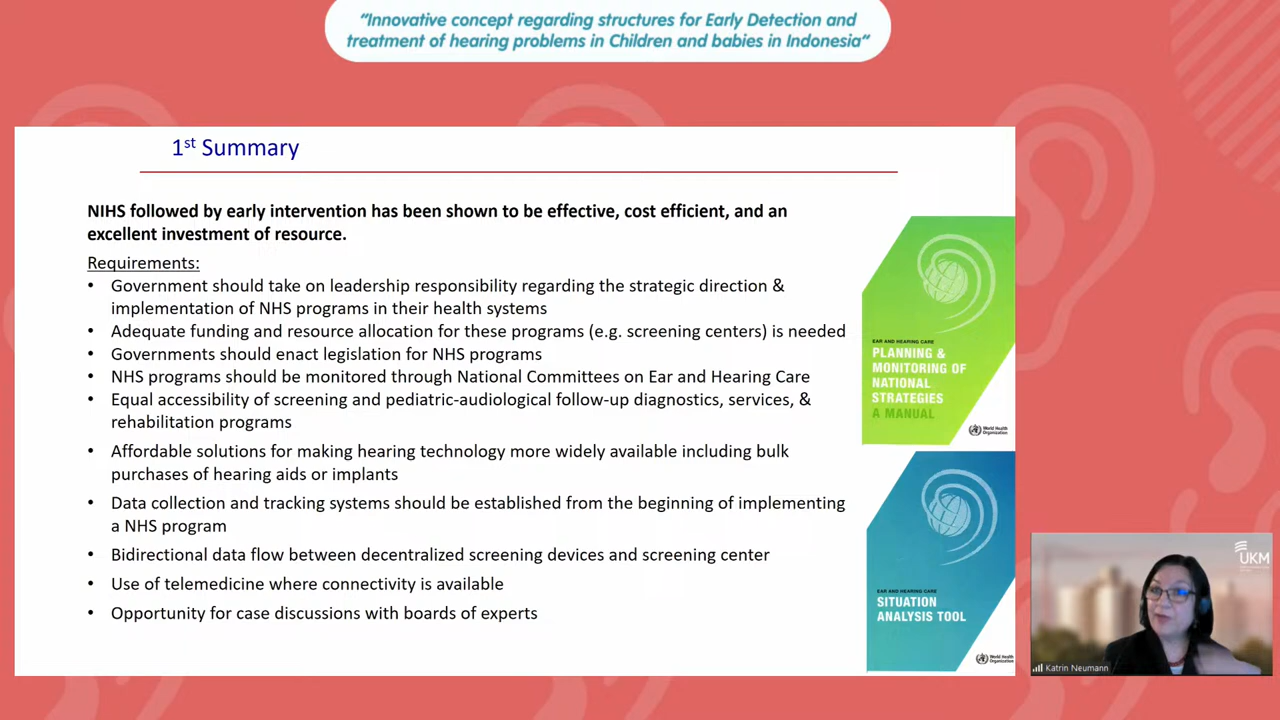 “Innovative concept regarding structures for Early Detection and
treatment of hearing problems in Children and babies in Indonesia“
1st Summary
NIHS followed by early intervention has been shown to be effective, cost efficient, and an
excellent investment of resource.
Requirements:
• Government should take on leadership responsibility regarding the strategic direction &
implementation of NHS programs in their health systems
• Adequate funding and resource allocation for these programs (e.g. screening centers) is needed
• Governments should enact legislation for NHS programs
• NHS programs should be monitored through National Committees on Ear and Hearing Care
• Equal accessibility of screening and pediatric-audiological follow-up diagnostics, services, &
rehabilitation programs
• Affordable solutions for making hearing technology more widely available including bulk
purchases of hearing aids or implants
• Data collection and tracking systems should be established from the beginning of implementing
a NHS program
• Bidirectional data flow between decentralized screening devices and screening center
• Use of telemedicine where connectivity is available
• Opportunity for case discussions with boards of experts
EAR AND HEARING CARE
PLANNING &
MONITORING OF
NATIONAL
STRATEGIES
A MANUAL
World Health
Organization
EAR AND HEARING CARE
SITUATION
ANALYSIS TOOL
World Health
Organization
UKM
Katrin Neumann